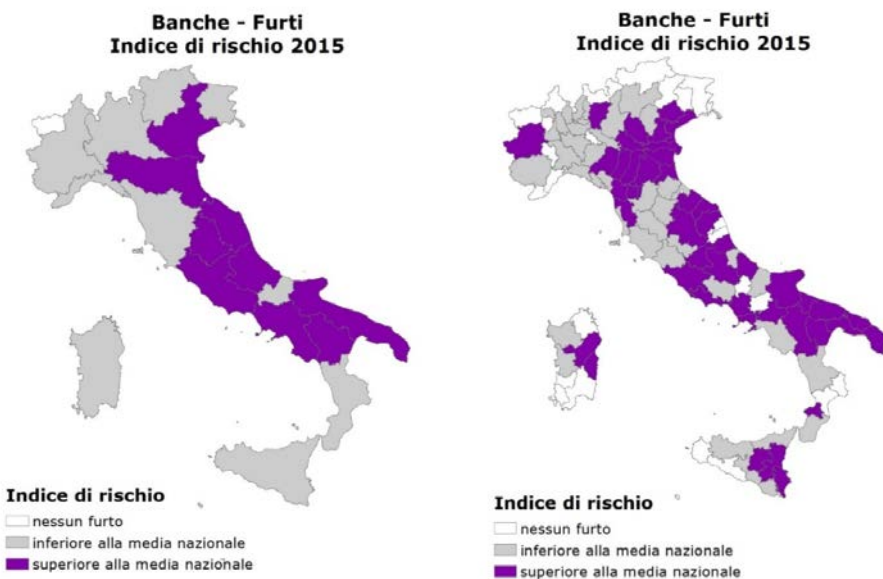 Banche - Furti
Indice di rischio 2015
Indice di rischio
nessun furto
inferiore alla media nazionale
superiore alla media nazionale
Banche - Furti
Indice di rischio 2015
Indice di rischio
nessun furto
inferiore alla media nazionale
superiore alla media nazionale